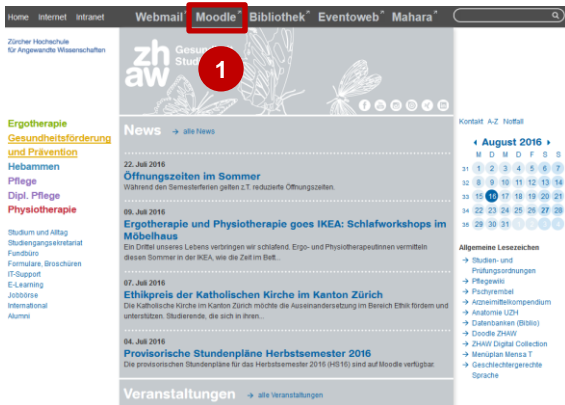 Home Internet Intranet
Webmail Moodle Bibliothek Eventoweb Mahara
Zürcher Hochschule
für Angewandte Wissenschaften
zh
aw
Gesun
Stud
1
Kontakt A-Z Notfall
Ergotherapie
Gesundheitsförderung
und Prävention
Hebammen
Pflege
Dipl. Pflege
Physiotherapie
Studium und Alltag
Studiengangsekretariat
Fundbüro
Formulare, Broschüren
IT-Support
E-Learning
Jobbörse
International
Alumni
News → alle News
22. Juli 2016
Öffnungszeiten im Sommer
Während den Semesterferien gelten z.T. reduzierte Öffnungszeiten.
09. Juli 2016
Ergotherapie und Physiotherapie goes IKEA: Schlafworkshops im
Möbelhaus
Ein Drittel unseres Lebens verbringen wir schlafend. Ergo- und Physiotherapeutinnen vermitteln
diesen Sommer in der IKEA, wie die Zeit im Bett...
07. Juli 2016
Ethikpreis der Katholischen Kirche im Kanton Zürich
Die Katholische Kirche im Kanton Zürich möchte die Auseinandersetzung im Bereich Ethik fördern und
unterstützen. Studierende, die sich in ihren...
04. Juli 2016
Provisorische Stundenpläne Herbstsemester 2016
Die provisorischen Stundenpläne für das Herbstsemester 2016 (HS16) sind auf Moodle verfügbar.
Veranstaltungen → alle Veranstaltungen
August 2016
M D M D F S S
31 1 2 3 4 5 6 7
32 8 9 10 11 12 13 14
33 15 16 17 18 19 20 21
34 22 23 24 25 26 27 28
35 29 30 31 1 2 3 4
Allgemeine Lesezeichen
→ Studien- und
Prüfungsordnungen
→ Pflegewiki
→ Pschyrembel
→ Arzneimittelkompendium
→ Anatomie UZH
→ Datenbanken (Biblio)
→ Doodle ZHAW
→ ZHAW Digital Collection
→ Menüplan Mensa T
→ Geschlechtergerechte
Sprache